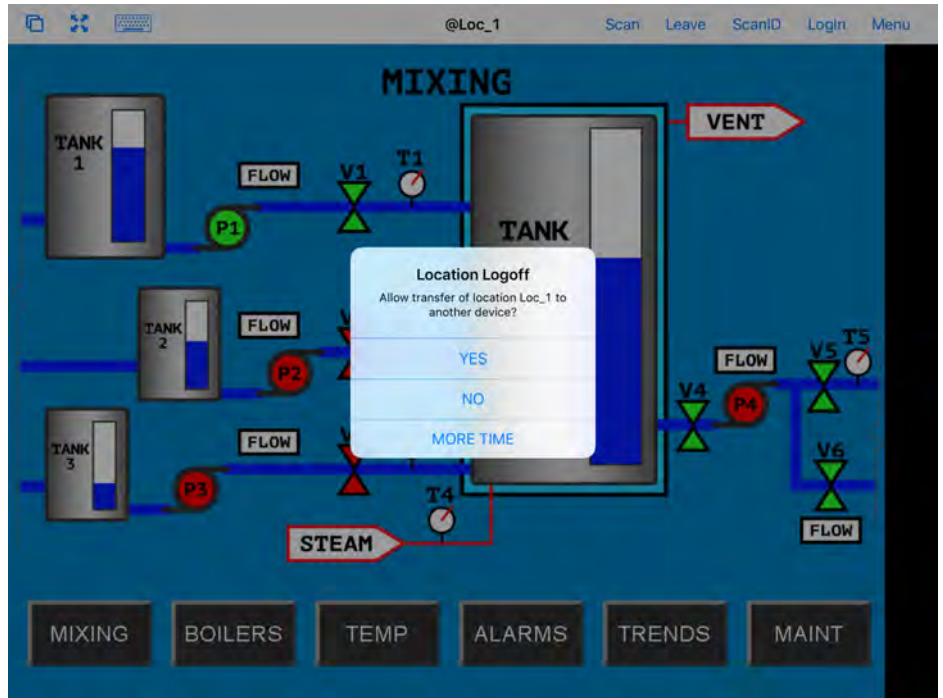 @Loc_1
Scan
Leave
ScanID
LogIn
Menu
MIXING
TANK
1
FLOW
V1
T1
P1
VENT
TANK
Location Logoff
Allow transfer of location Loc_1 to
another device?
YES
NO
MORE TIME
TANK
2
FLOW
P2
TANK
3
FLOW
P3
T4
STEAM
V4
FLOW
P4
V5
T5
V6
FLOW
MIXING
BOILERS
TEMP
ALARMS
TRENDS
MAINT